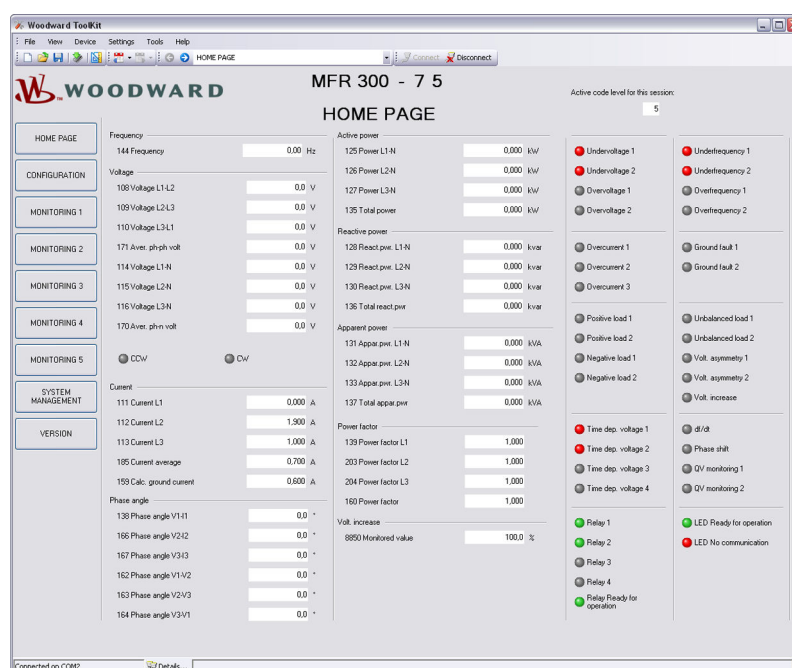 Woodward ToolKit
File View Device Settings Tools Help
HOME PAGE Connect Disconnect
WOODWARD
MFR 300 - 7 5
HOME PAGE
Active code level for this session:
5
HOME PAGE
CONFIGURATION
MONITORING 1
MONITORING 2
MONITORING 3
MONITORING 4
MONITORING 5
SYSTEM
MANAGEMENT
VERSION
Frequency
144 Frequency 0,00 Hz
Voltage
108 Voltage L1-L2 0,0 V
109 Voltage L2-L3 0,0 V
110 Voltage L3-L1 0,0 V
171 Aver. ph-ph volt 0,0 V
114 Voltage L1-N 0,0 V
115 Voltage L2-N 0,0 V
116 Voltage L3-N 0,0 V
170 Aver. ph-n volt 0,0 V
CCW CW
Current
111 Current L1 0,000 A
112 Current L2 1,900 A
113 Current L3 1,000 A
185 Current average 0,700 A
159 Calc. ground current 0,600 A
Phase angle
138 Phase angle V1-I1 0,0 °
166 Phase angle V2-I2 0,0 °
167 Phase angle V3-I3 0,0 °
162 Phase angle V1-V2 0,0 °
163 Phase angle V2-V3 0,0 °
164 Phase angle V3-V1 0,0 °
Active power
125 Power L1-N 0,000 kW
126 Power L2-N 0,000 kW
127 Power L3-N 0,000 kW
135 Total power 0,000 kW
Reactive power
128 React.pwr. L1-N 0,000 kvar
129 React.pwr. L2-N 0,000 kvar
130 React.pwr. L3-N 0,000 kvar
136 Total react.pwr 0,000 kvar
Apparent power
131 Appar.pwr. L1-N 0,000 kVA
132 Appar.pwr. L2-N 0,000 kVA
133 Appar.pwr. L3-N 0,000 kVA
137 Total appar.pwr 0,000 kVA
Power factor
139 Power factor L1 1,000
203 Power factor L2 1,000
204 Power factor L3 1,000
160 Power factor 1,000
Volt. increase
8850 Monitored value 100,0 %
Undervoltage 1
Undervoltage 2
Overvoltage 1
Overvoltage 2
Overcurrent 1
Overcurrent 2
Overcurrent 3
Positive load 1
Positive load 2
Negative load 1
Negative load 2
Time dep. voltage 1
Time dep. voltage 2
Time dep. voltage 3
Time dep. voltage 4
Relay 1
Relay 2
Relay 3
Relay 4
Relay Ready for
operation
Underfrequency 1
Underfrequency 2
Overfrequency 1
Overfrequency 2
Ground fault 1
Ground fault 2
Unbalanced load 1
Unbalanced load 2
Volt. asymmetry 1
Volt. asymmetry 2
Volt. increase
df/dt
Phase shift
QV monitoring 1
QV monitoring 2
LED Ready for operation
LED No communication
Connected on COM2 Details...